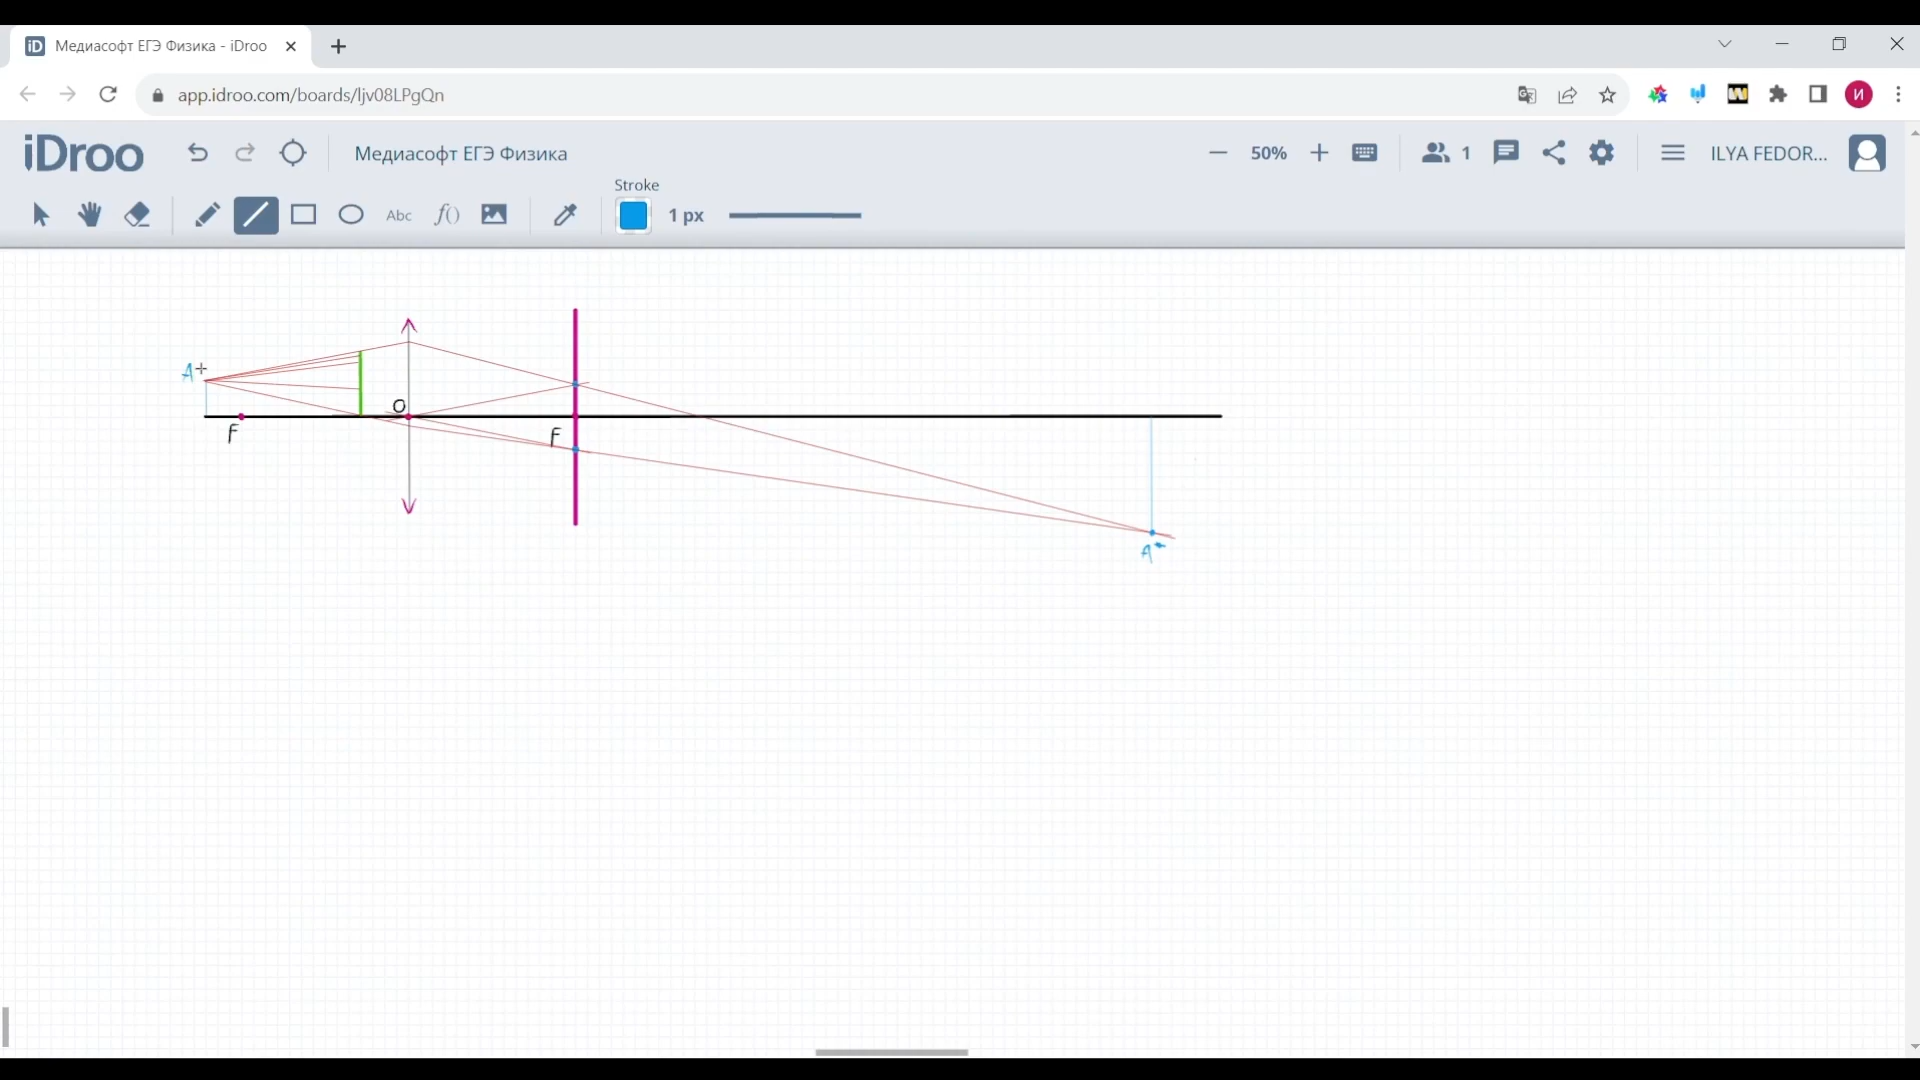 Медиасофт ЕГЭ Физика - iDroo
app.idroo.com/boards/ljv08LPgQn
И
iDroo
Медиасофт ЕГЭ Физика
50%
1
ILYA FEDOR...
Stroke
Abc
f()
1 px
A
O
F
F
A*